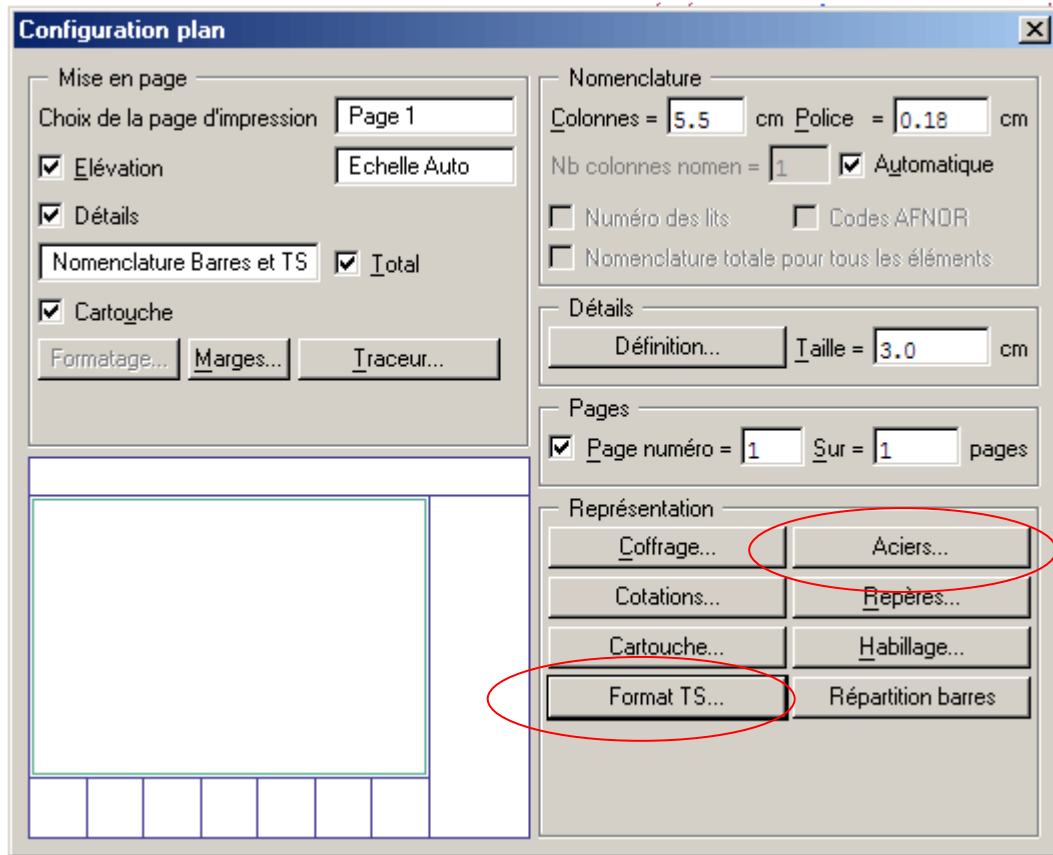 Configuration plan
Mise en page
Choix de la page d'impression Page 1
Elévation Echelle Auto
Détails
Nomenclature Barres et TS Total
Cartouche
Formatage... Marges... Traceur...
Nomenclature
Colonnes = 5.5 cm Police = 0.18 cm
Nb colonnes nomen = 1 Automatique
Numéro des lits Codes AFNOR
Nomenclature totale pour tous les éléments
Détails
Définition... Taille = 3.0 cm
Pages
Page numéro = 1 Sur = 1 pages
Représentation
Coffrage... Aciers...
Cotations... Repères...
Cartouche... Habillage...
Format TS... Répartition barres